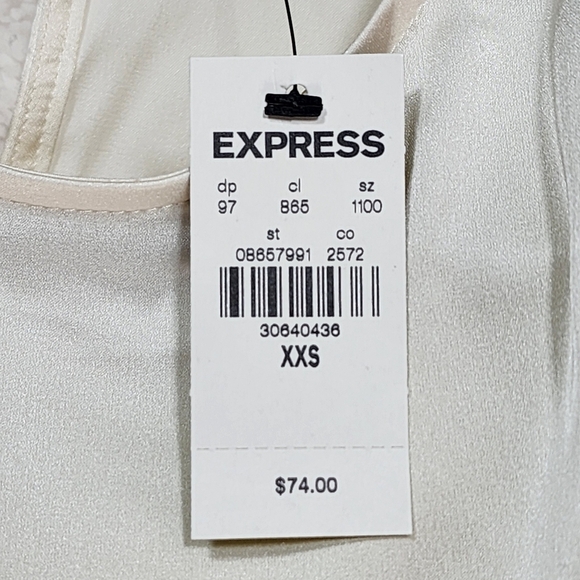 EXPRESS
dp cl sz
97 865 1100
st co
08657991 2572
30640436
XXS
$74.00